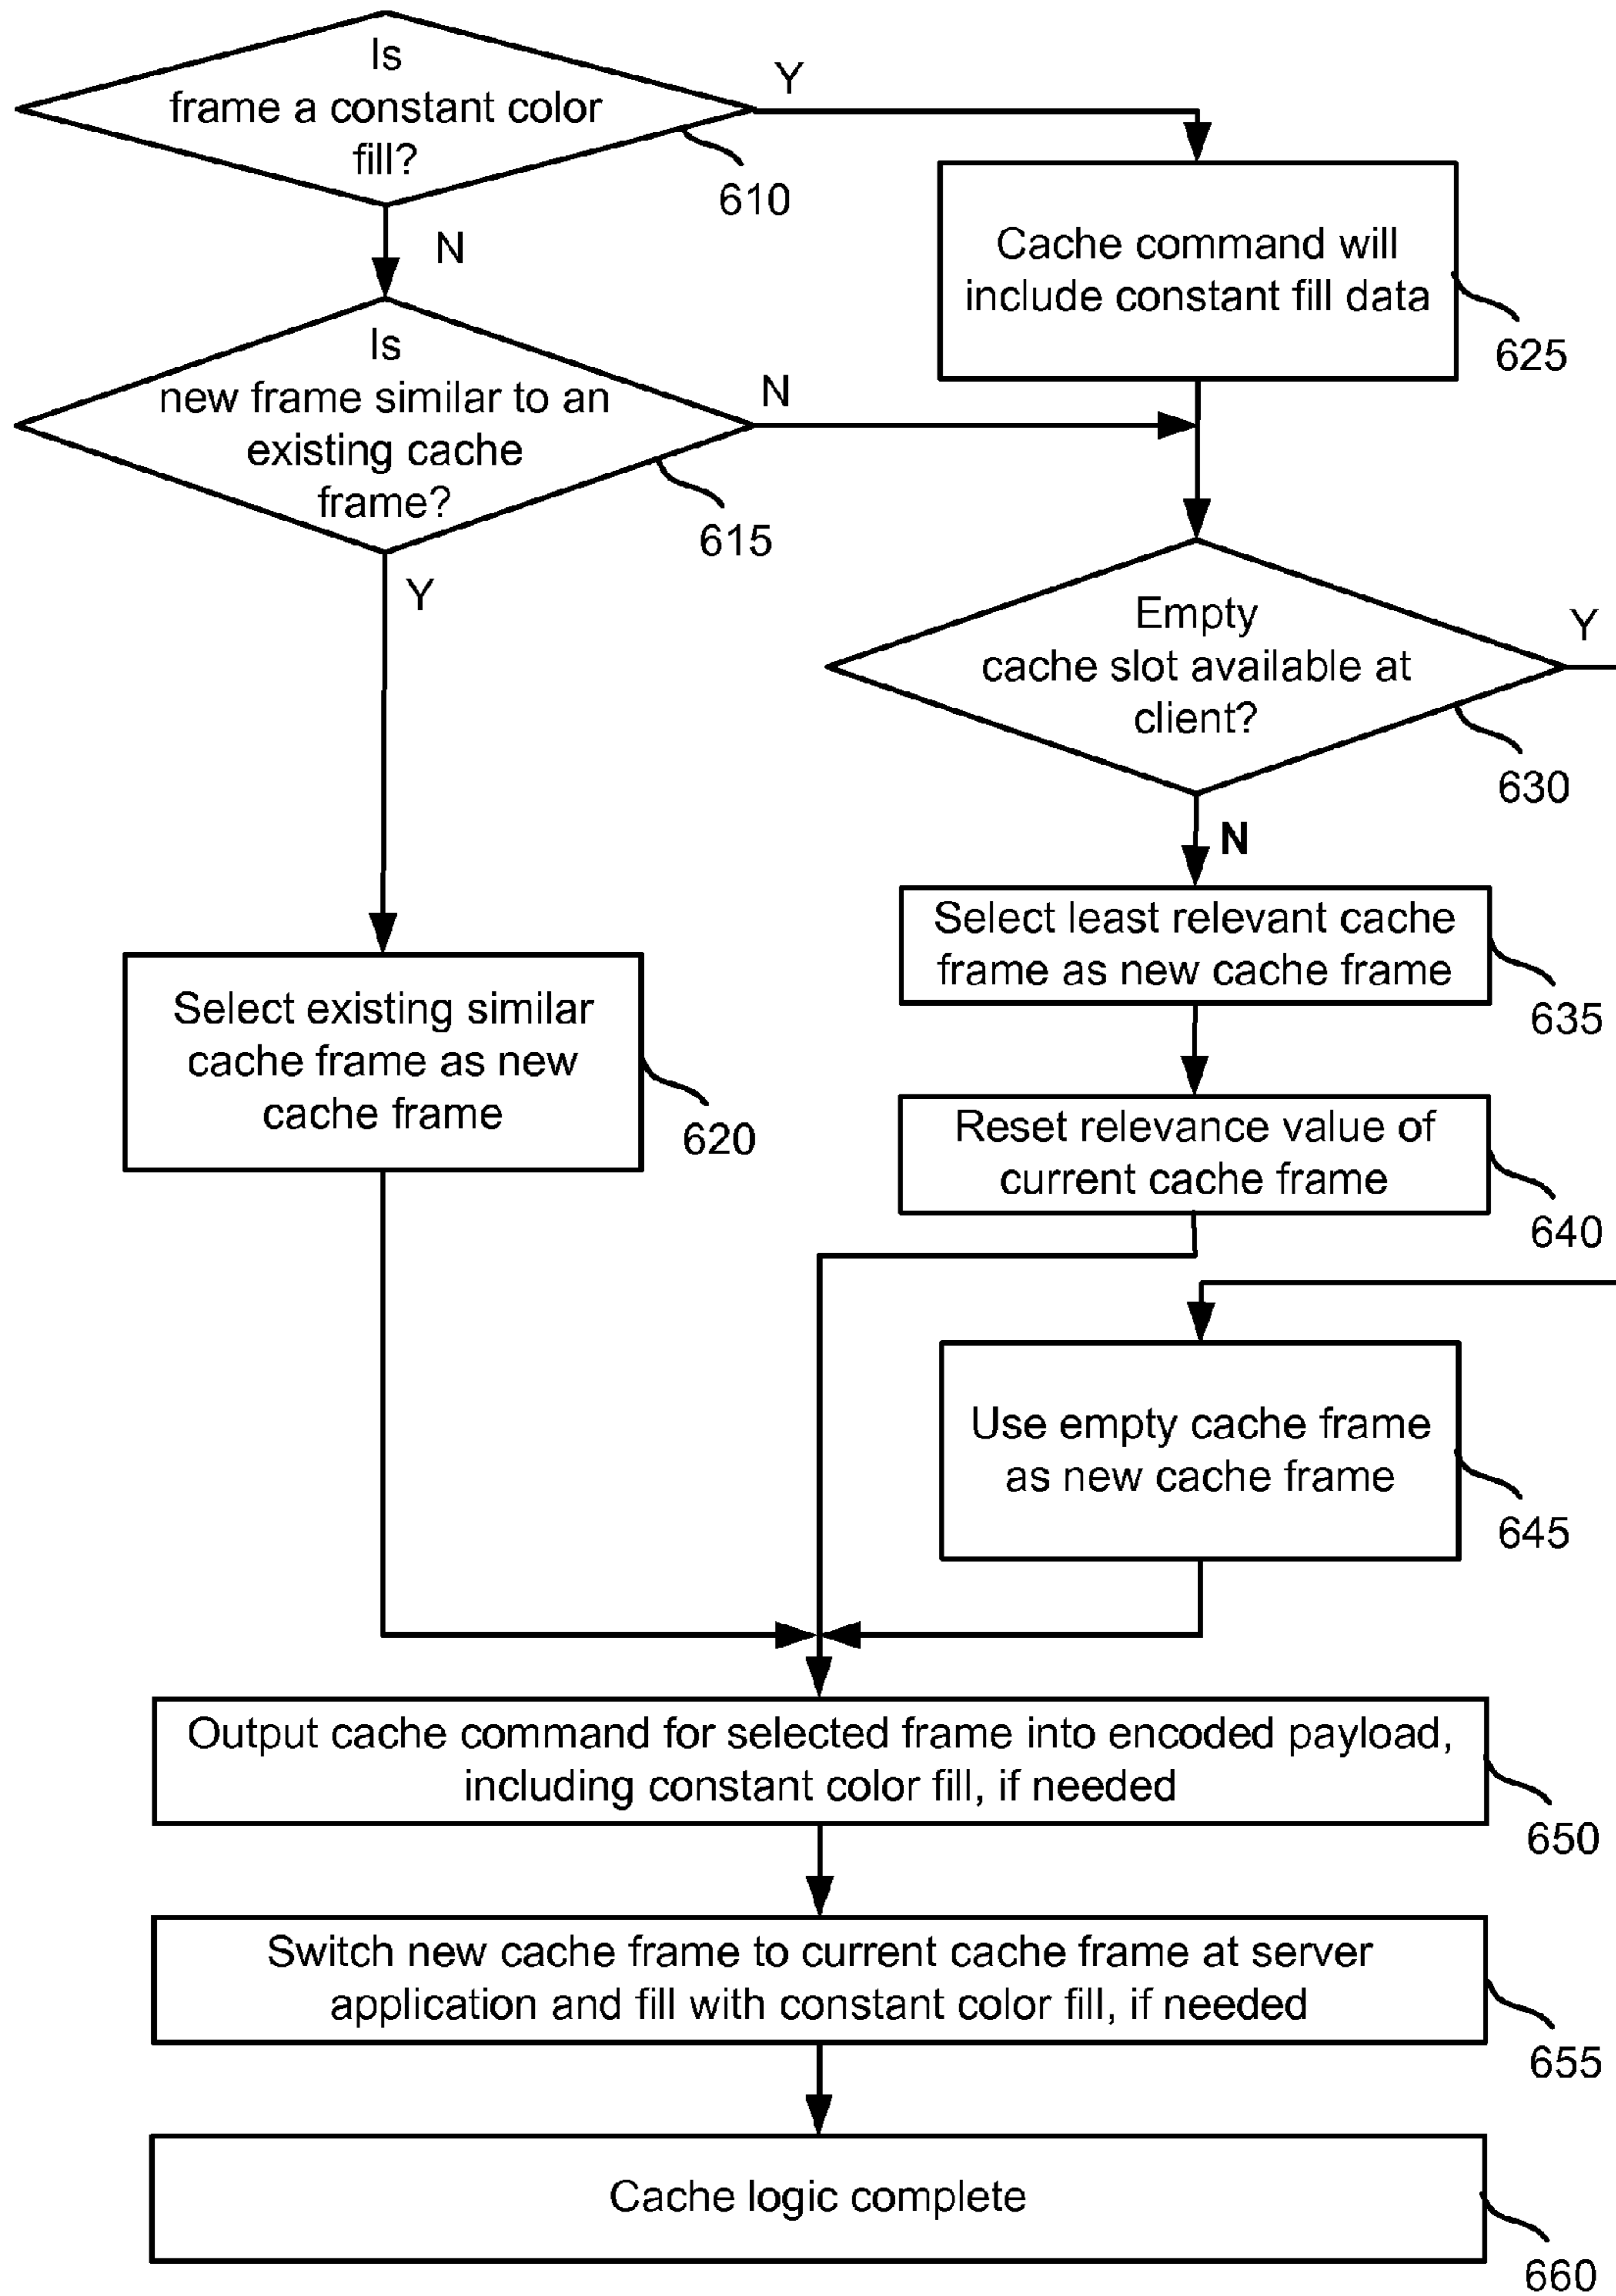 Is
frame a constant color
fill?
Y
610
N
Cache command will
include constant fill data
625
Is
new frame similar to an
existing cache
frame?
N
615
Y
Empty
cache slot available at
client?
Y
630
N
Select least relevant cache
frame as new cache frame
635
Select existing similar
cache frame as new
cache frame
620
Reset relevance value of
current cache frame
640
Use empty cache frame
as new cache frame
645
Output cache command for selected frame into encoded payload,
including constant color fill, if needed
650
Switch new cache frame to current cache frame at server
application and fill with constant color fill, if needed
655
Cache logic complete
660